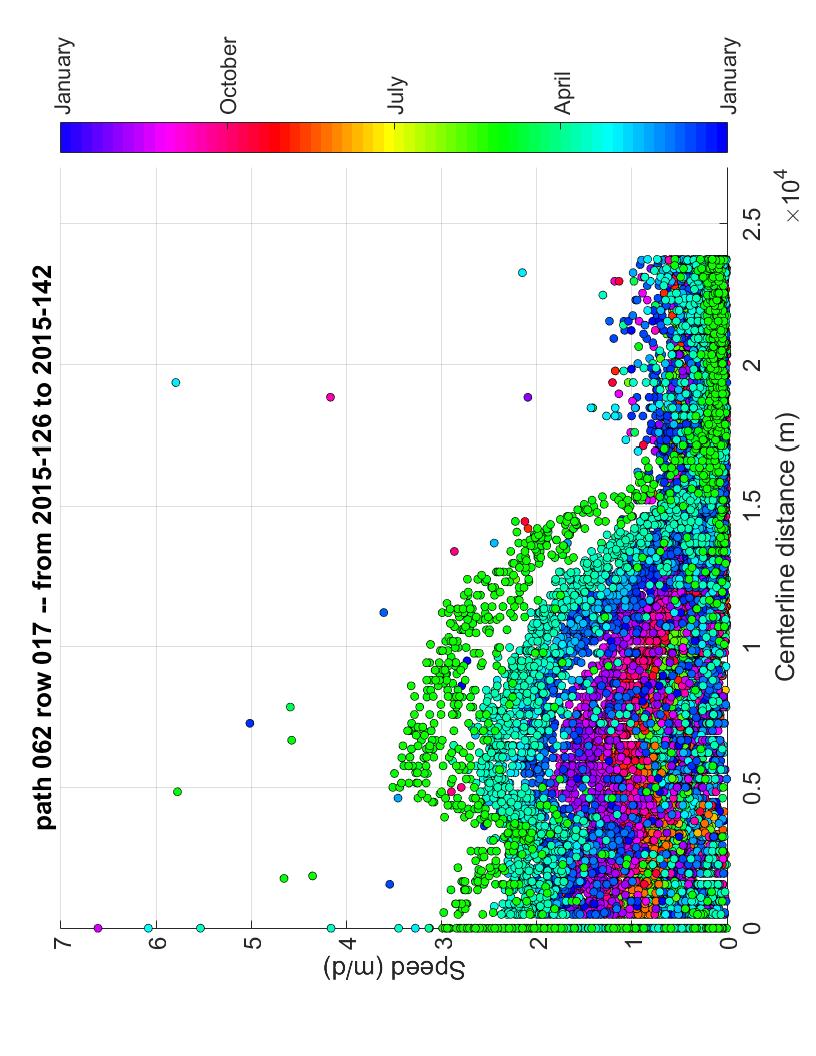 path 062 row 017 -- from 2015-126 to 2015-142
7
6
5
4
3
2
1
0
Speed (m/d)
0
0.5
1
1.5
2
2.5
×10⁴
Centerline distance (m)
January
October
July
April
January